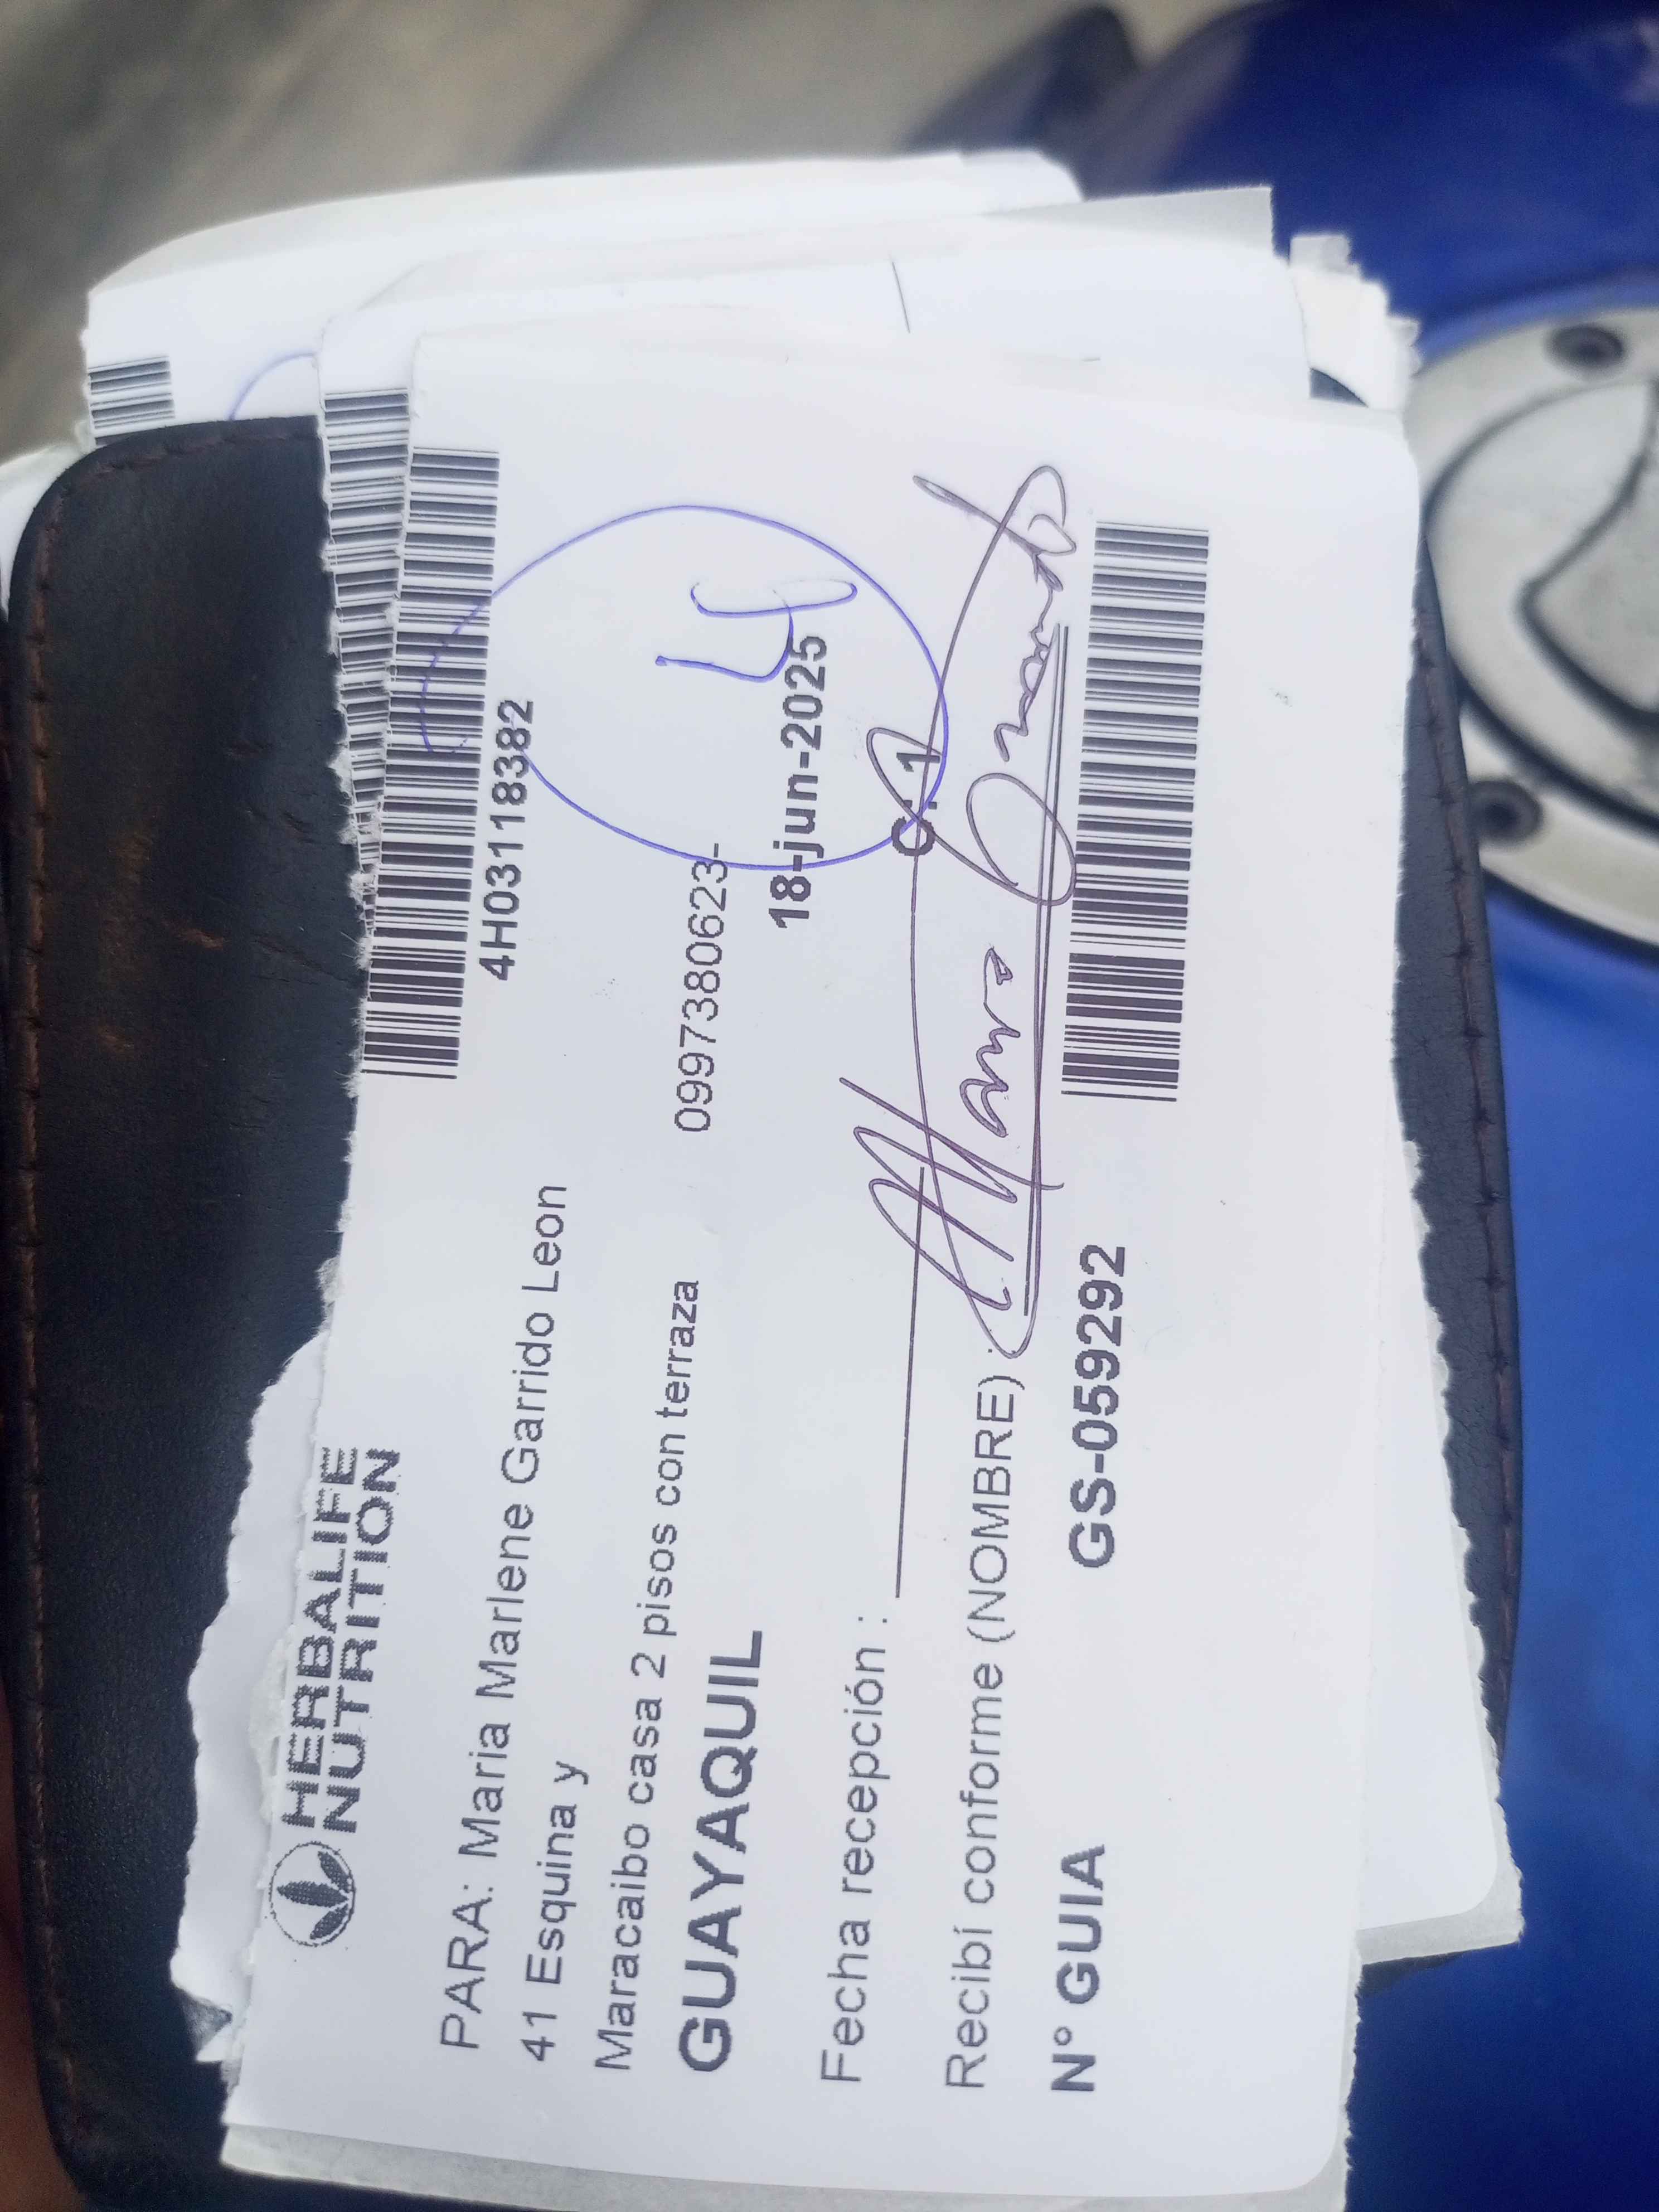 HERBALIFE
NUTRITION
4H03118382
PARA: Maria Marlene Garrido Leon
41 Esquina y
Maracaibo casa 2 pisos con terraza
0997380623-
GUAYAQUIL
18-jun-2025
4
Fecha recepción :
C.I
Recibí conforme (NOMBRE)
N° GUIA
GS-059292